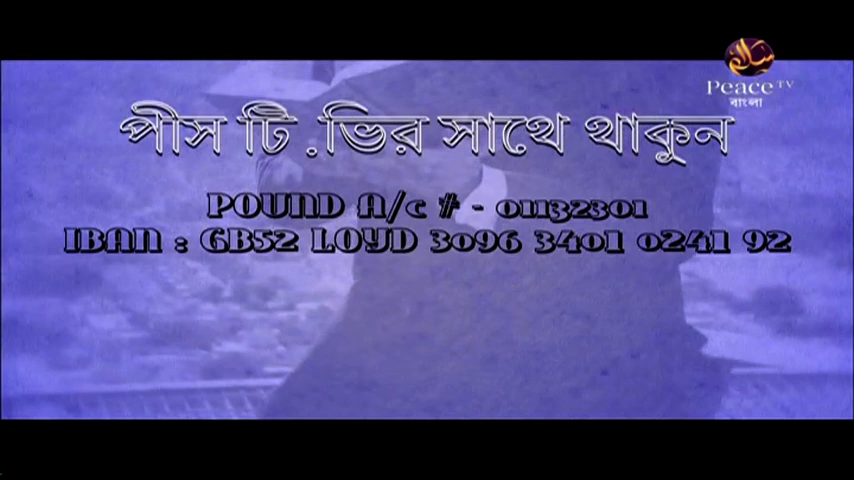 Peace TV
বাংলা
পীস টি .ভির সাথে থাকুন
POUND A/c # - 01132301
IBAN : GB52 LOYD 3096 3401 0241 92